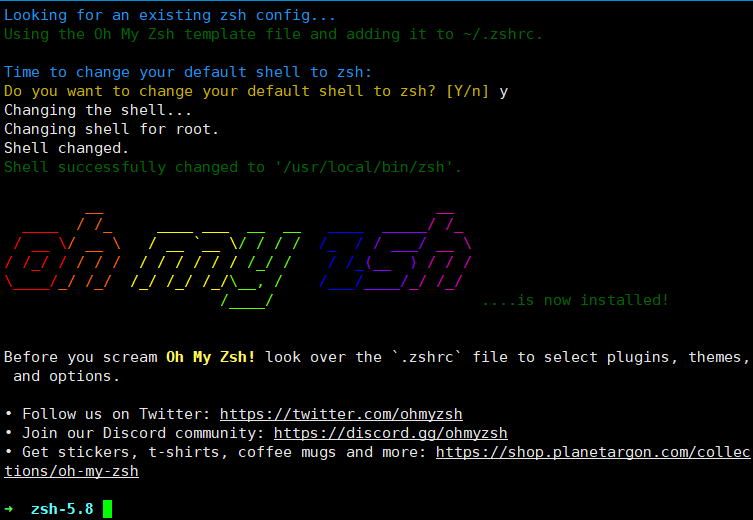 Looking for an existing zsh config...
Using the Oh My Zsh template file and adding it to ~/.zshrc.
Time to change your default shell to zsh:
Do you want to change your default shell to zsh? [Y/n] y
Changing the shell...
Changing shell for root.
Shell changed.
Shell successfully changed to '/usr/local/bin/zsh'.
oh my zsh
....is now installed!
Before you scream Oh My Zsh! look over the `.zshrc` file to select plugins, themes,
and options.
• Follow us on Twitter: https://twitter.com/ohmyzsh
• Join our Discord community: https://discord.gg/ohmyzsh
• Get stickers, t-shirts, coffee mugs and more: https://shop.planetargon.com/collec
tions/oh-my-zsh
➜ zsh-5.8